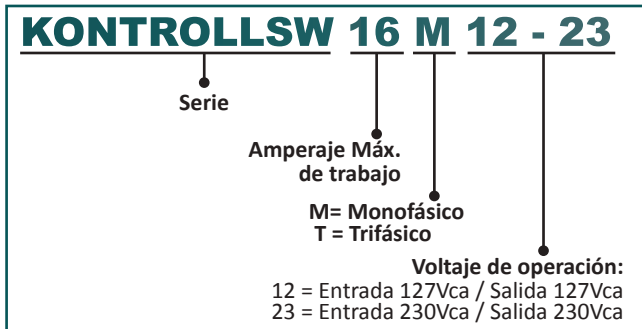 KONTROLLSW 16 M 12 - 23
Serie
Amperaje Máx.
de trabajo
M= Monofásico
T = Trifásico
Voltaje de operación:
12 = Entrada 127Vca / Salida 127Vca
23 = Entrada 230Vca / Salida 230Vca